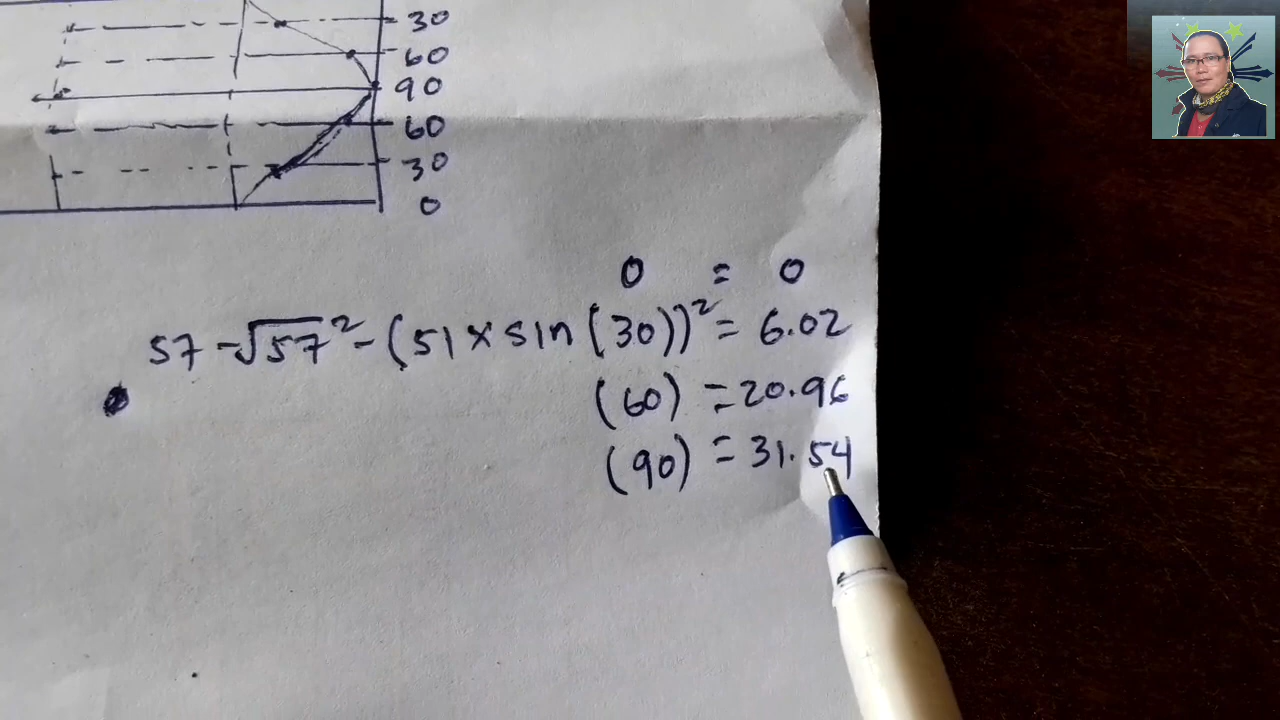 30
60
90
60
30
0
0 = 0
57 - √57² - (51 x sin (30))² = 6.02
(60) = 20.96
(90) = 31.54